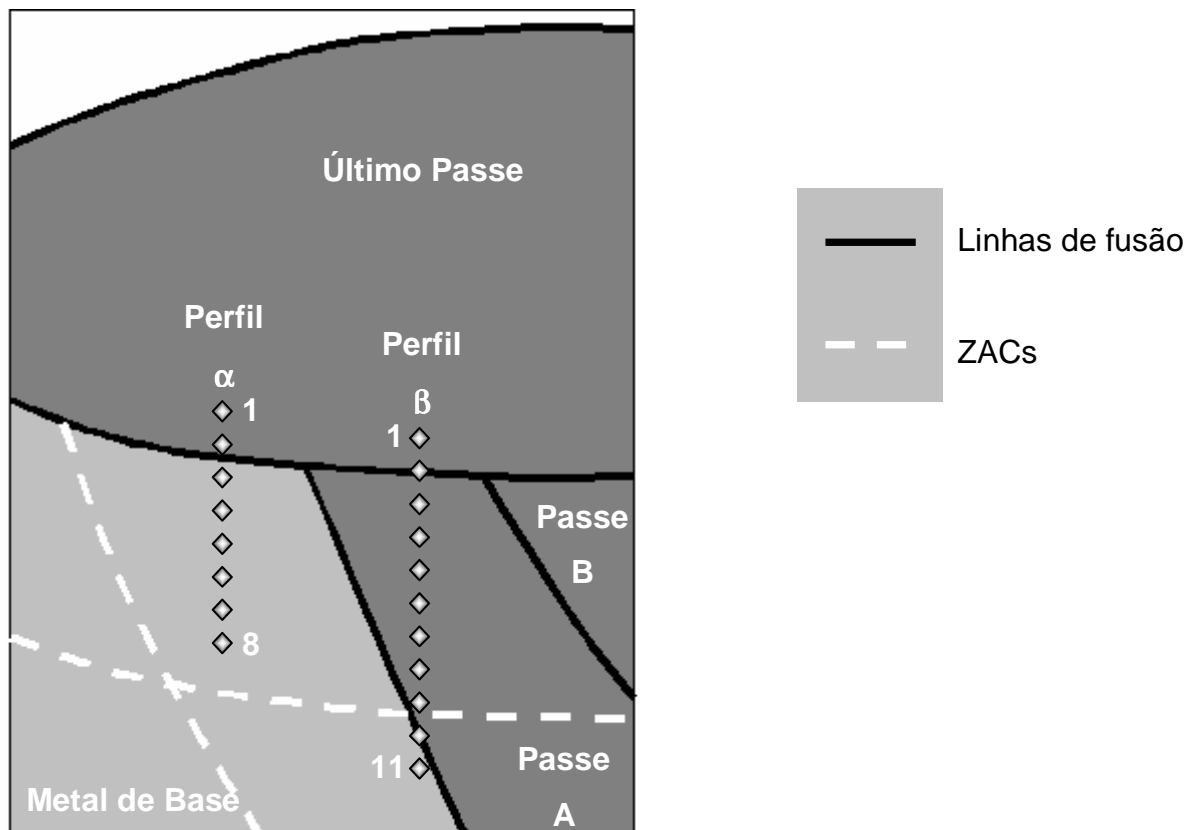 Último Passe
Perfil
α
1
8
Perfil
β
1
11
Passe
B
Passe
A
Metal de Base
Linhas de fusão
ZACs